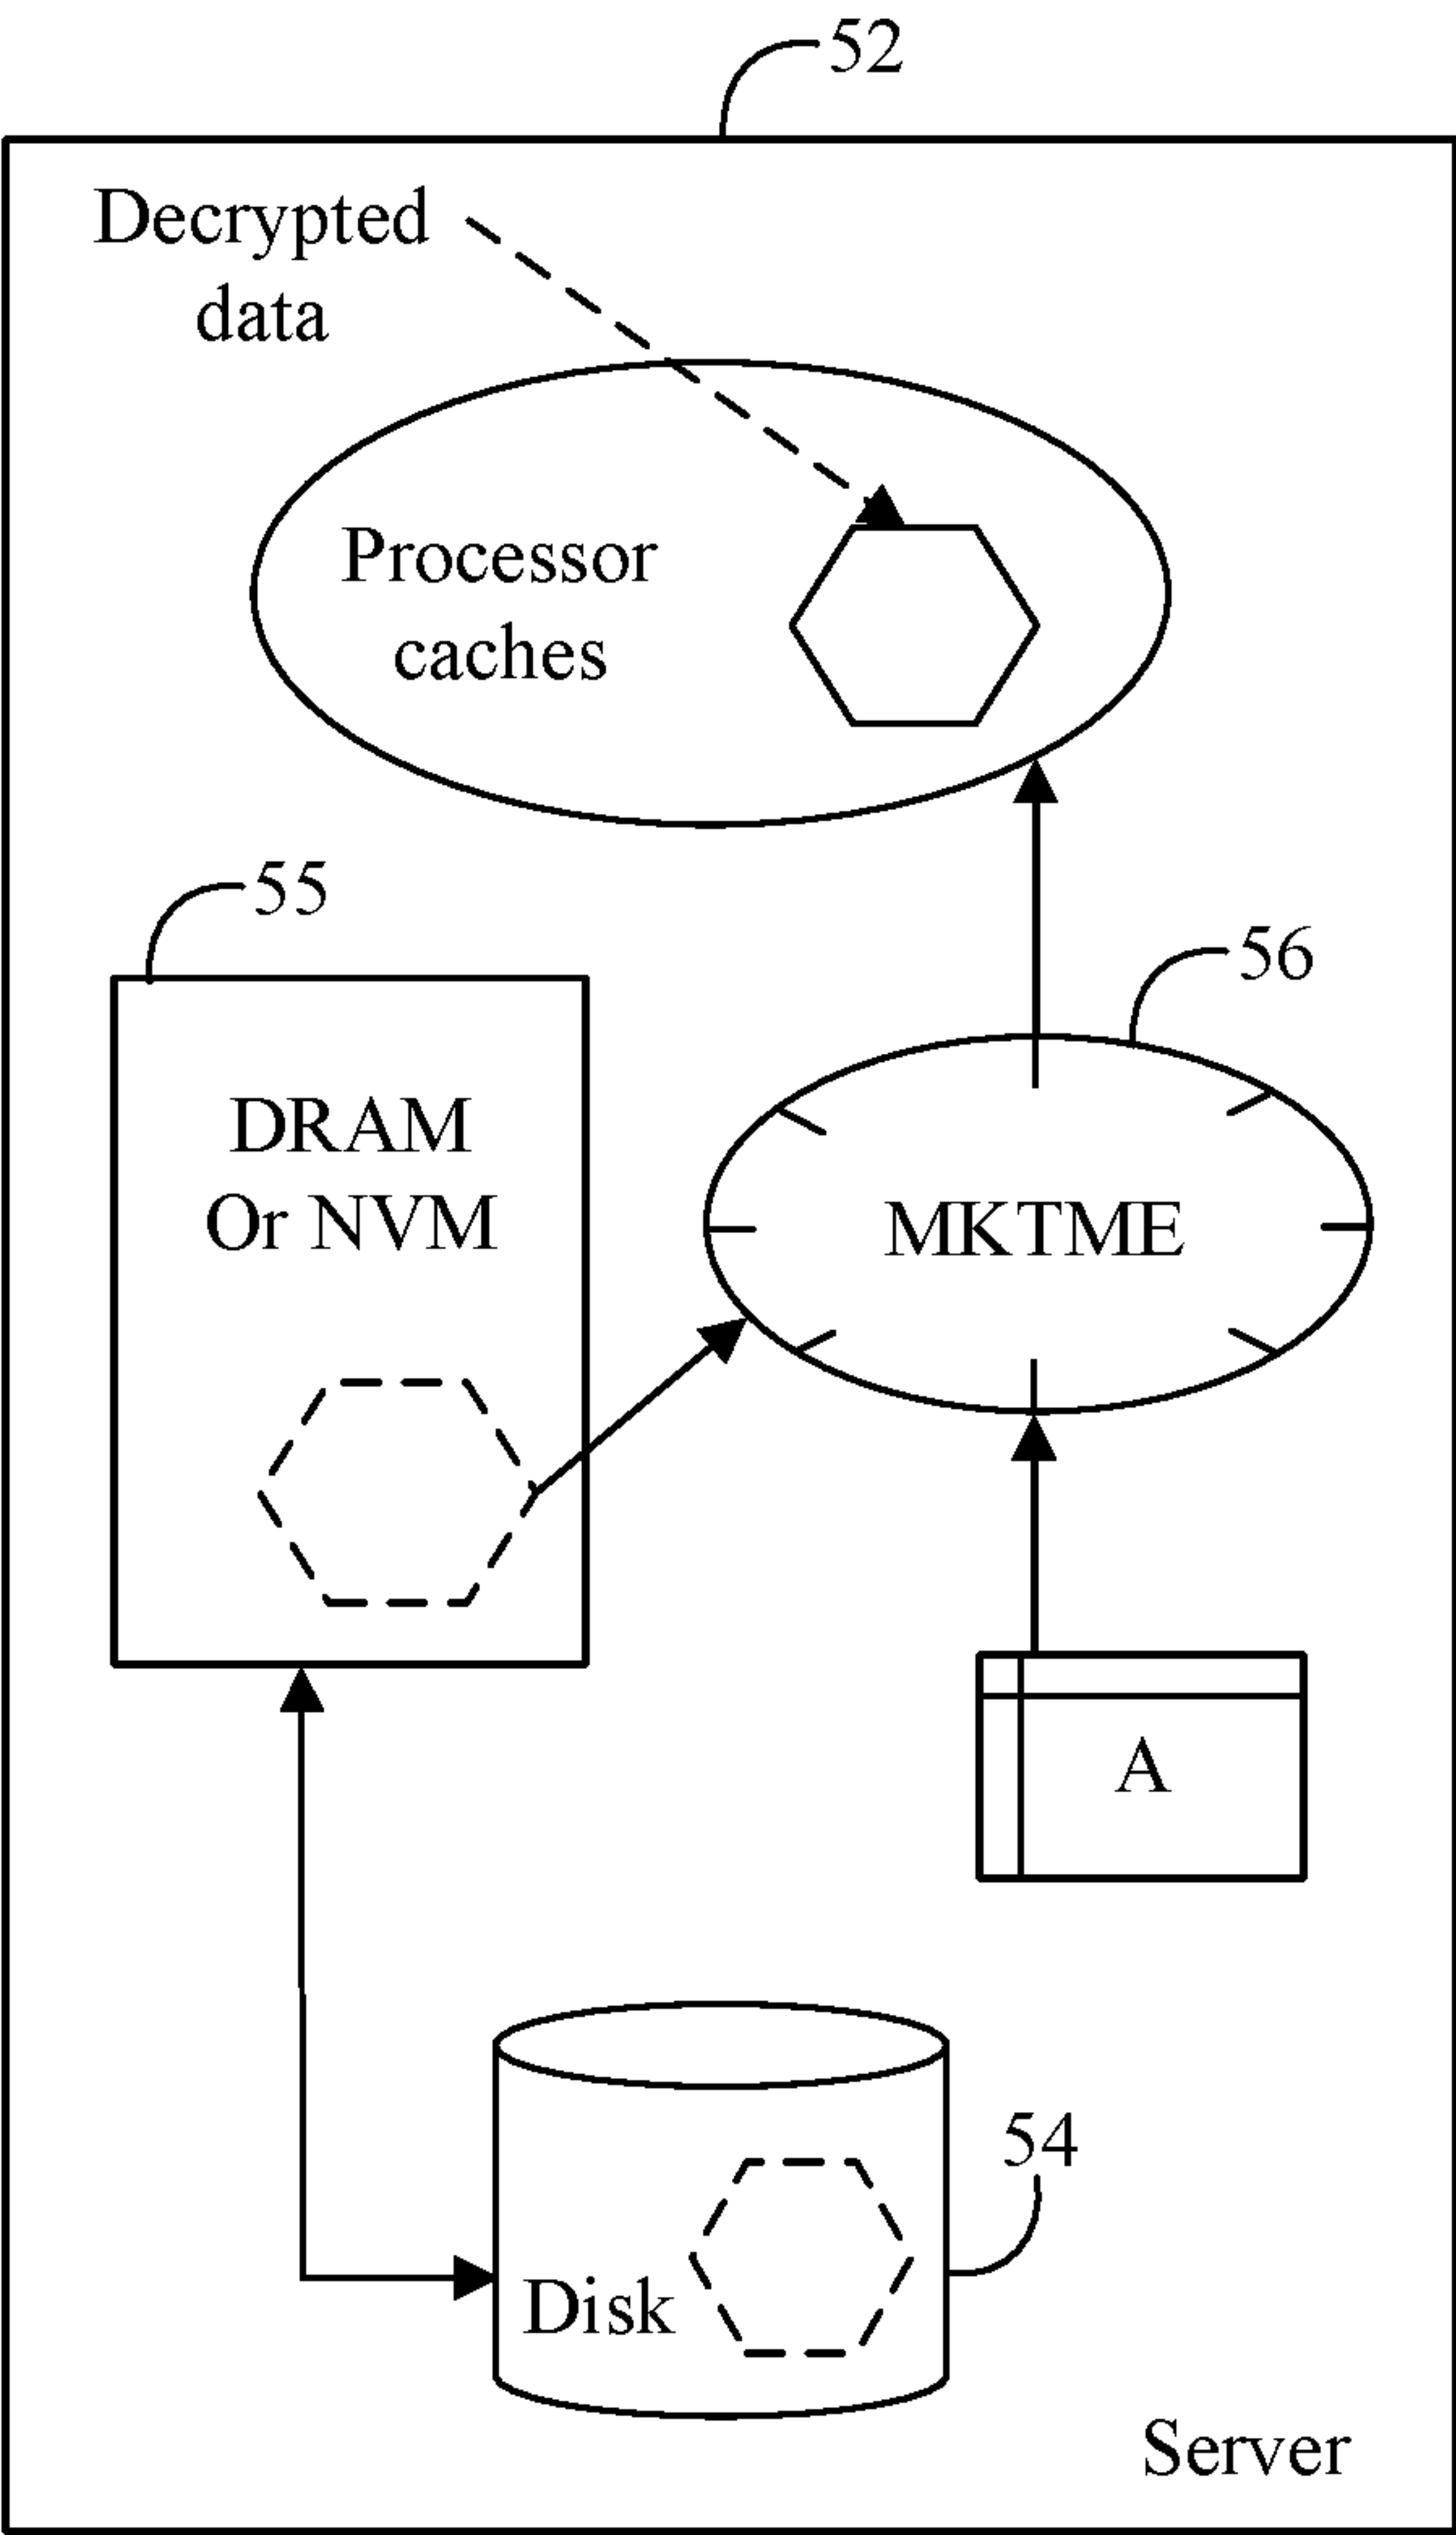 52
Decrypted
data
Processor
caches
55
56
DRAM
Or NVM
MKTME
A
54
Disk
Server